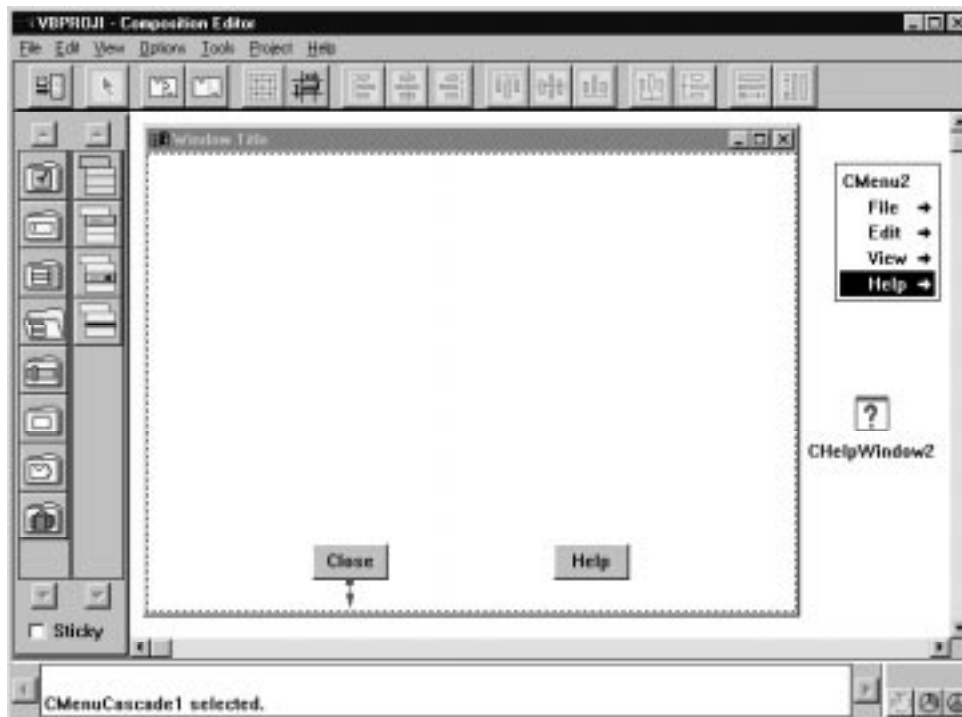 VBPROJ1 - Composition Editor
File Edit View Options Tools Project Help
Window Title
CMenu2
File
Edit
View
Help
?
CHelpWindow2
Close
Help
Sticky
CMenuCascade1 selected.